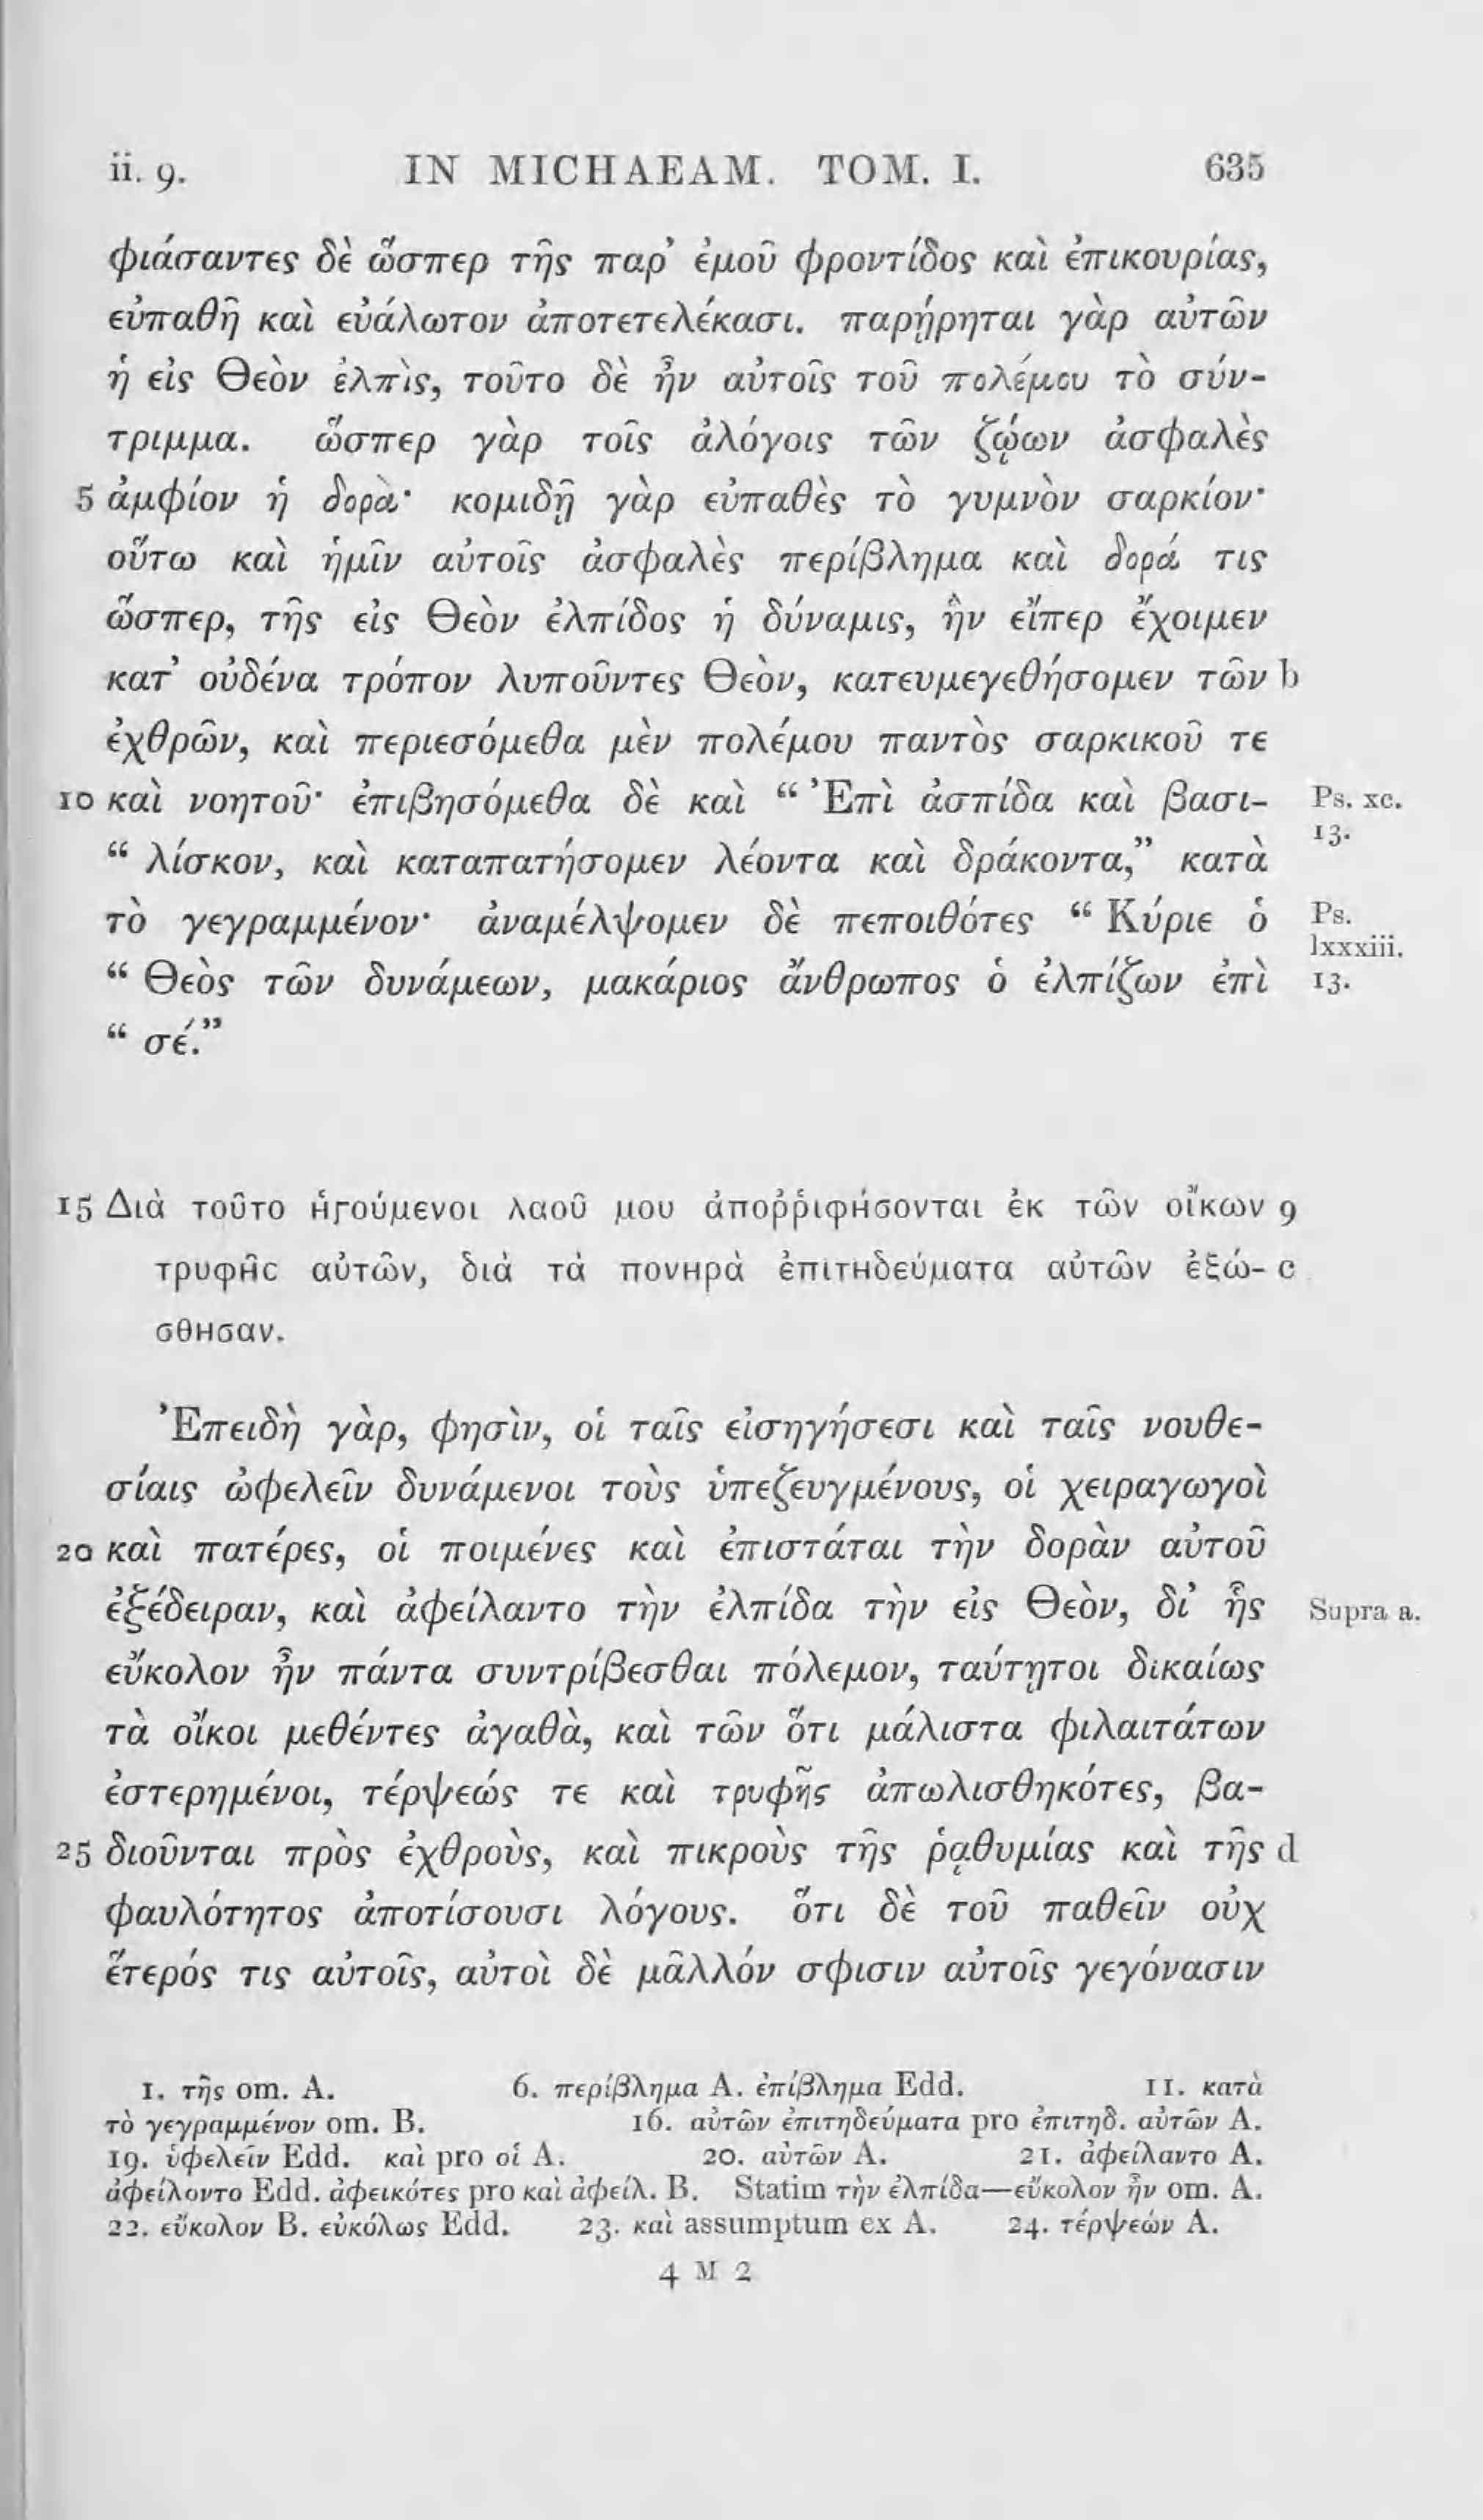 ii. 9. IN MICHAEAM. TOM. I. 635
φιάσαντες δὲ ὥσπερ τῆς παρ’ ἐμοῦ φροντίδος καὶ ἐπικουρίας,
εὐπαθῆ καὶ εὐάλωτον ἀποτετελέκασι. παρῄρηται γὰρ αὐτῶν
ἡ εἰς Θεὸν ἐλπὶς, τοῦτο δὲ ἦν αὐτοῖς τοῦ πολέμου τὸ σύν-
τριμμα. ὥσπερ γὰρ τοῖς ἀλόγοις τῶν ζῴων ἀσφαλὲς
5 ἀμφίον ἡ δορὰ· κομιδῇ γὰρ εὐπαθὲς τὸ γυμνὸν σαρκίον·
οὕτω καὶ ἡμῖν αὐτοῖς ἀσφαλὲς περίβλημα καὶ δορά τις
ὥσπερ, τῆς εἰς Θεὸν ἐλπίδος ἡ δύναμις, ἣν εἴπερ ἔχοιμεν
κατ’ οὐδένα τρόπον λυποῦντες Θεὸν, κατευμεγεθήσομεν τῶν b
ἐχθρῶν, καὶ περιεσόμεθα μὲν πολέμου παντὸς σαρκικοῦ τε
10 καὶ νοητοῦ· ἐπιβησόμεθα δὲ καὶ “ Ἐπὶ ἀσπίδα καὶ βασι- Ps. xc.
13.
“ λίσκον, καὶ καταπατήσομεν λέοντα καὶ δράκοντα,” κατὰ
τὸ γεγραμμένον· ἀναμέλψομεν δὲ πεποιθότες “ Κύριε ὁ Ps.
lxxxiii.
“ Θεὸς τῶν δυνάμεων, μακάριος ἄνθρωπος ὁ ἐλπίζων ἐπὶ 13.
“ σέ.”
15 Διὰ τοῦτο ἡγούμενοι λαοῦ μου ἀποῤῥιφήσονται ἐκ τῶν οἴκων 9
τρυφῆς αὐτῶν, διὰ τὰ πονηρὰ ἐπιτηδεύματα αὐτῶν ἐξώ- c
σθησαν.
Ἐπειδὴ γὰρ, φησὶν, οἱ ταῖς εἰσηγήσεσι καὶ ταῖς νουθε-
σίαις ὠφελεῖν δυνάμενοι τοὺς ὑπεζευγμένους, οἱ χειραγωγοὶ
20 καὶ πατέρες, οἱ ποιμένες καὶ ἐπιστάται τὴν δορὰν αὐτοῦ
ἐξέδειραν, καὶ ἀφείλαντο τὴν ἐλπίδα τὴν εἰς Θεὸν, δι’ ἧς Supra a.
εὔκολον ἦν πάντα συντρίβεσθαι πόλεμον, ταύτῃτοι δικαίως
τὰ οἴκοι μεθέντες ἀγαθὰ, καὶ τῶν ὅτι μάλιστα φιλαιτάτων
ἐστερημένοι, τέρψεώς τε καὶ τρυφῆς ἀπωλισθηκότες, βα-
25 διοῦνται πρὸς ἐχθροὺς, καὶ πικροὺς τῆς ῥᾳθυμίας καὶ τῆς d
φαυλότητος ἀποτίσουσι λόγους. ὅτι δὲ τοῦ παθεῖν οὐχ
ἕτερός τις αὐτοῖς, αὐτοὶ δὲ μᾶλλόν σφισιν αὐτοῖς γεγόνασιν
1. τῆς om. A. 6. περίβλημα A. ἐπίβλημα Edd. 11. κατὰ
τὸ γεγραμμένον om. B. 16. αὐτῶν ἐπιτηδεύματα pro ἐπιτηδ. αὐτῶν A.
19. ὑφελεῖν Edd. καὶ pro οἱ A. 20. αὐτῶν A. 21. ἀφείλαντο A.
ἀφείλοντο Edd. ἀφεικότες pro καὶ ἀφείλ. B. Statim τὴν ἐλπίδα—εὔκολον ἦν om. A.
22. εὔκολον B. εὐκόλως Edd. 23. καὶ assumptum ex A. 24. τέρψεών A.
4 M 2